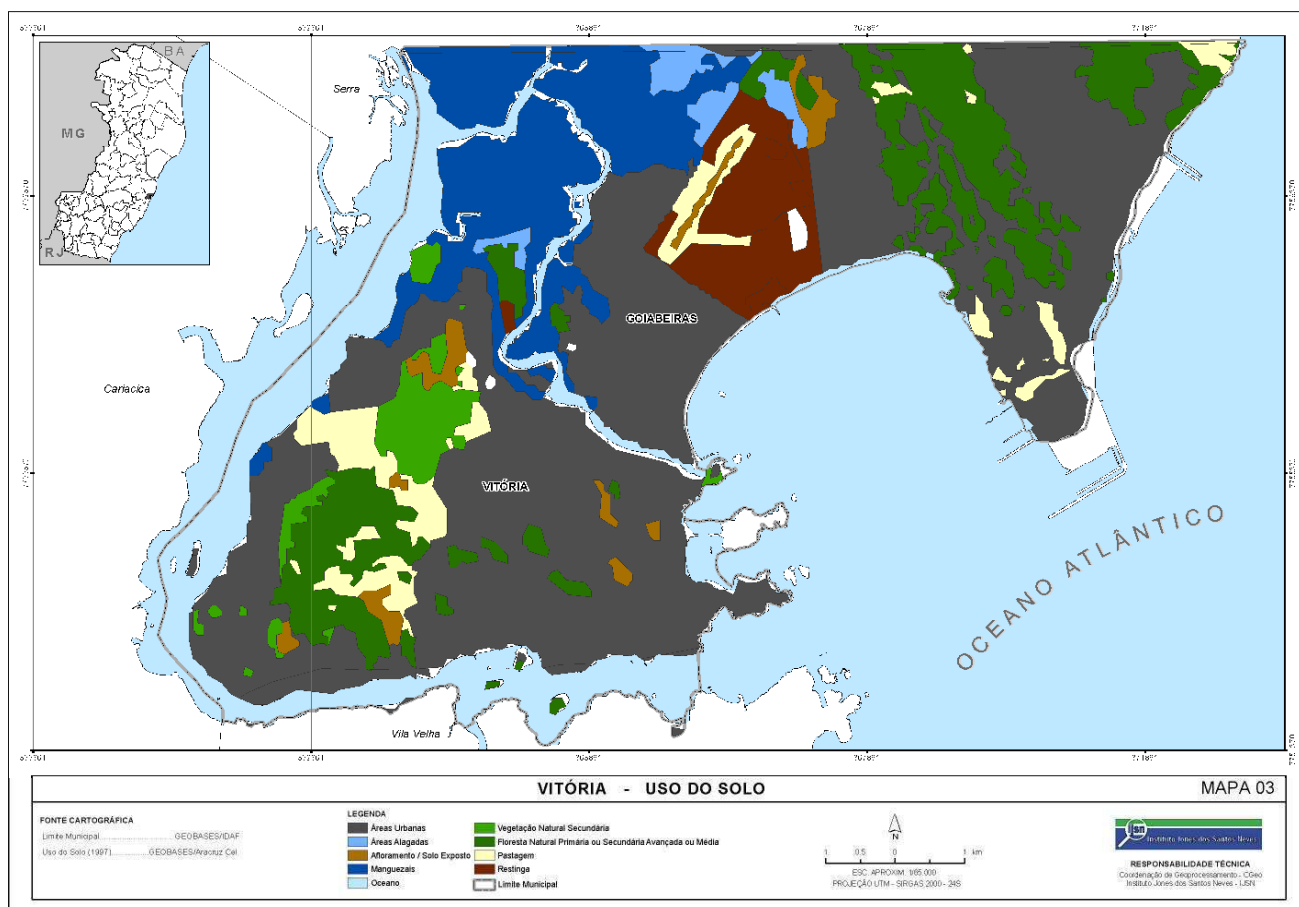 BA
MG
RJ
Serra
Cariacica
GOIABEIRAS
VITÓRIA
OCEANO ATLÂNTICO
Vila Velha
VITÓRIA - USO DO SOLO
MAPA 03
FONTE CARTOGRÁFICA
Limite Municipal........................GEOBASES/IDAF
Uso do Solo (1997)................GEOBASES/Aracruz Cel.
LEGENDA
Áreas Urbanas
Áreas Alagadas
Afloramento / Solo Exposto
Manguezais
Oceano
Vegetação Natural Secundária
Floresta Natural Primária ou Secundária Avançada ou Média
Pastagem
Restinga
Limite Municipal
N
1 0.5 0 1 km
ESC. APROXIM. 1/65.000
PROJEÇÃO UTM - SIRGAS 2000 - 24S
ijsn Instituto Jones dos Santos Neves
RESPONSABILIDADE TÉCNICA
Coordenação de Geoprocessamento - CGeo
Instituto Jones dos Santos Neves - IJSN